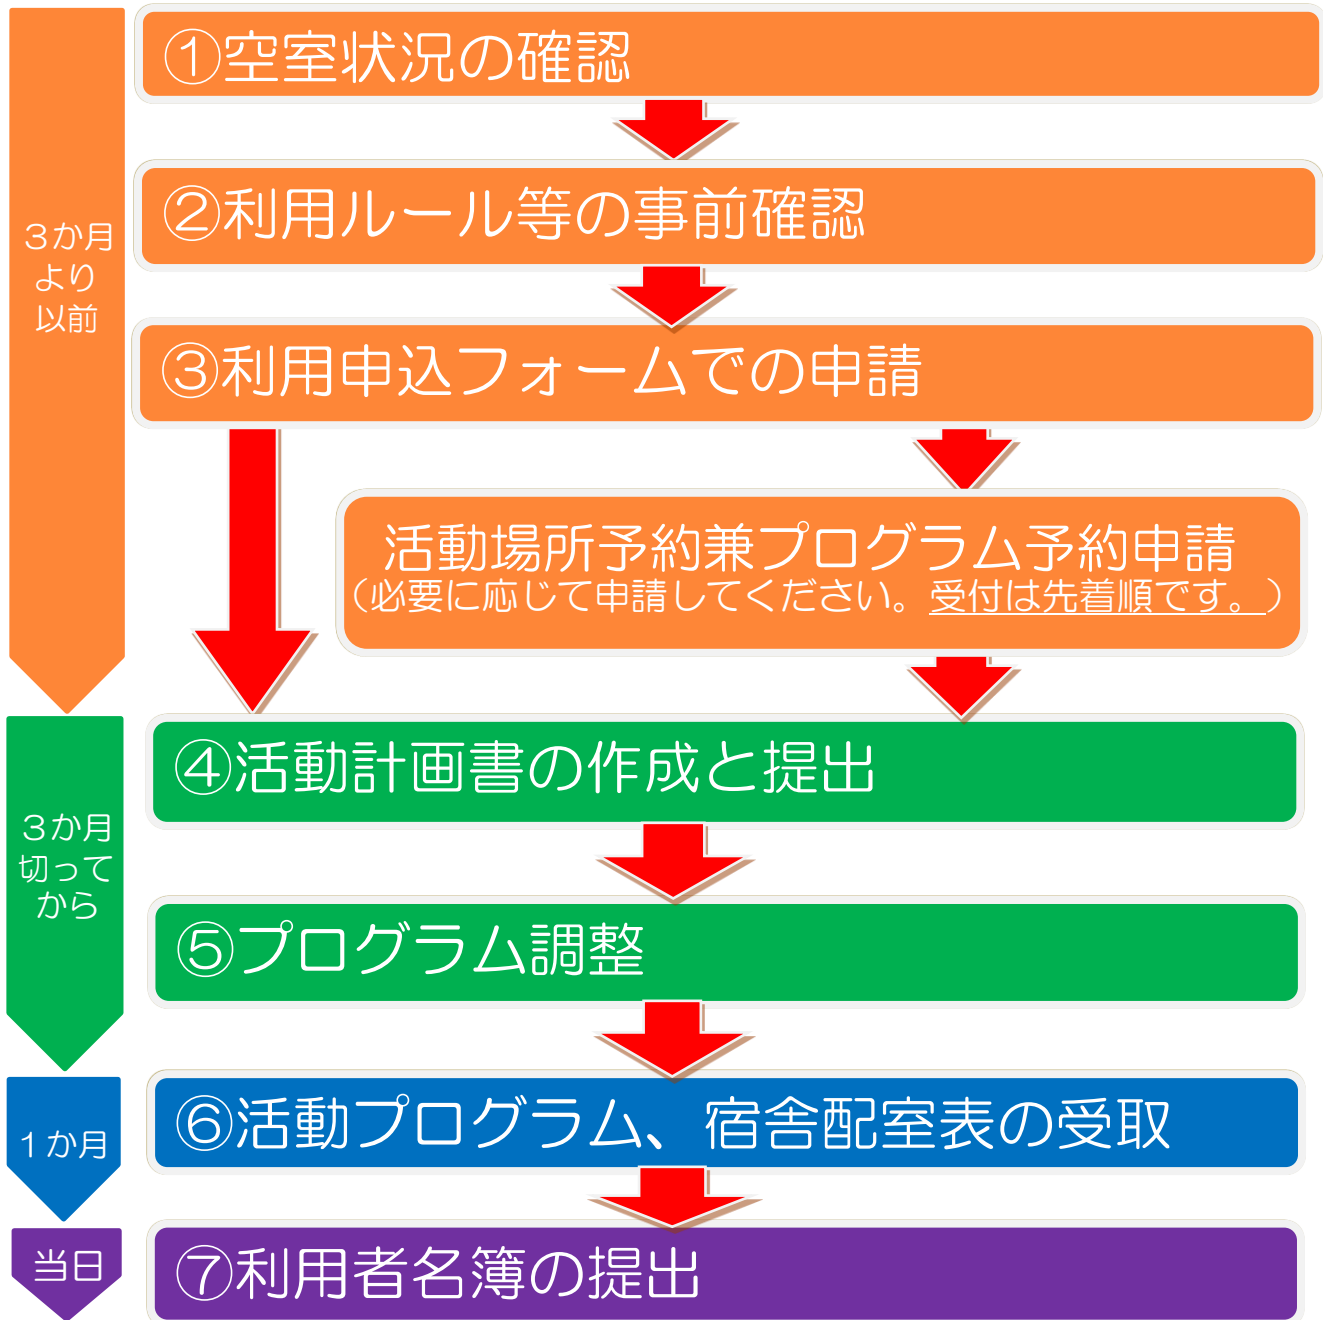 ①空室状況の確認
②利用ルール等の事前確認
3か月
より
以前
③利用申込フォームでの申請
活動場所予約兼プログラム予約申請
(必要に応じて申請してください。受付は先着順です。)
④活動計画書の作成と提出
3か月
切って
から
⑤プログラム調整
⑥活動プログラム、宿舎配室表の受取
1か月
⑦利用者名簿の提出
当日